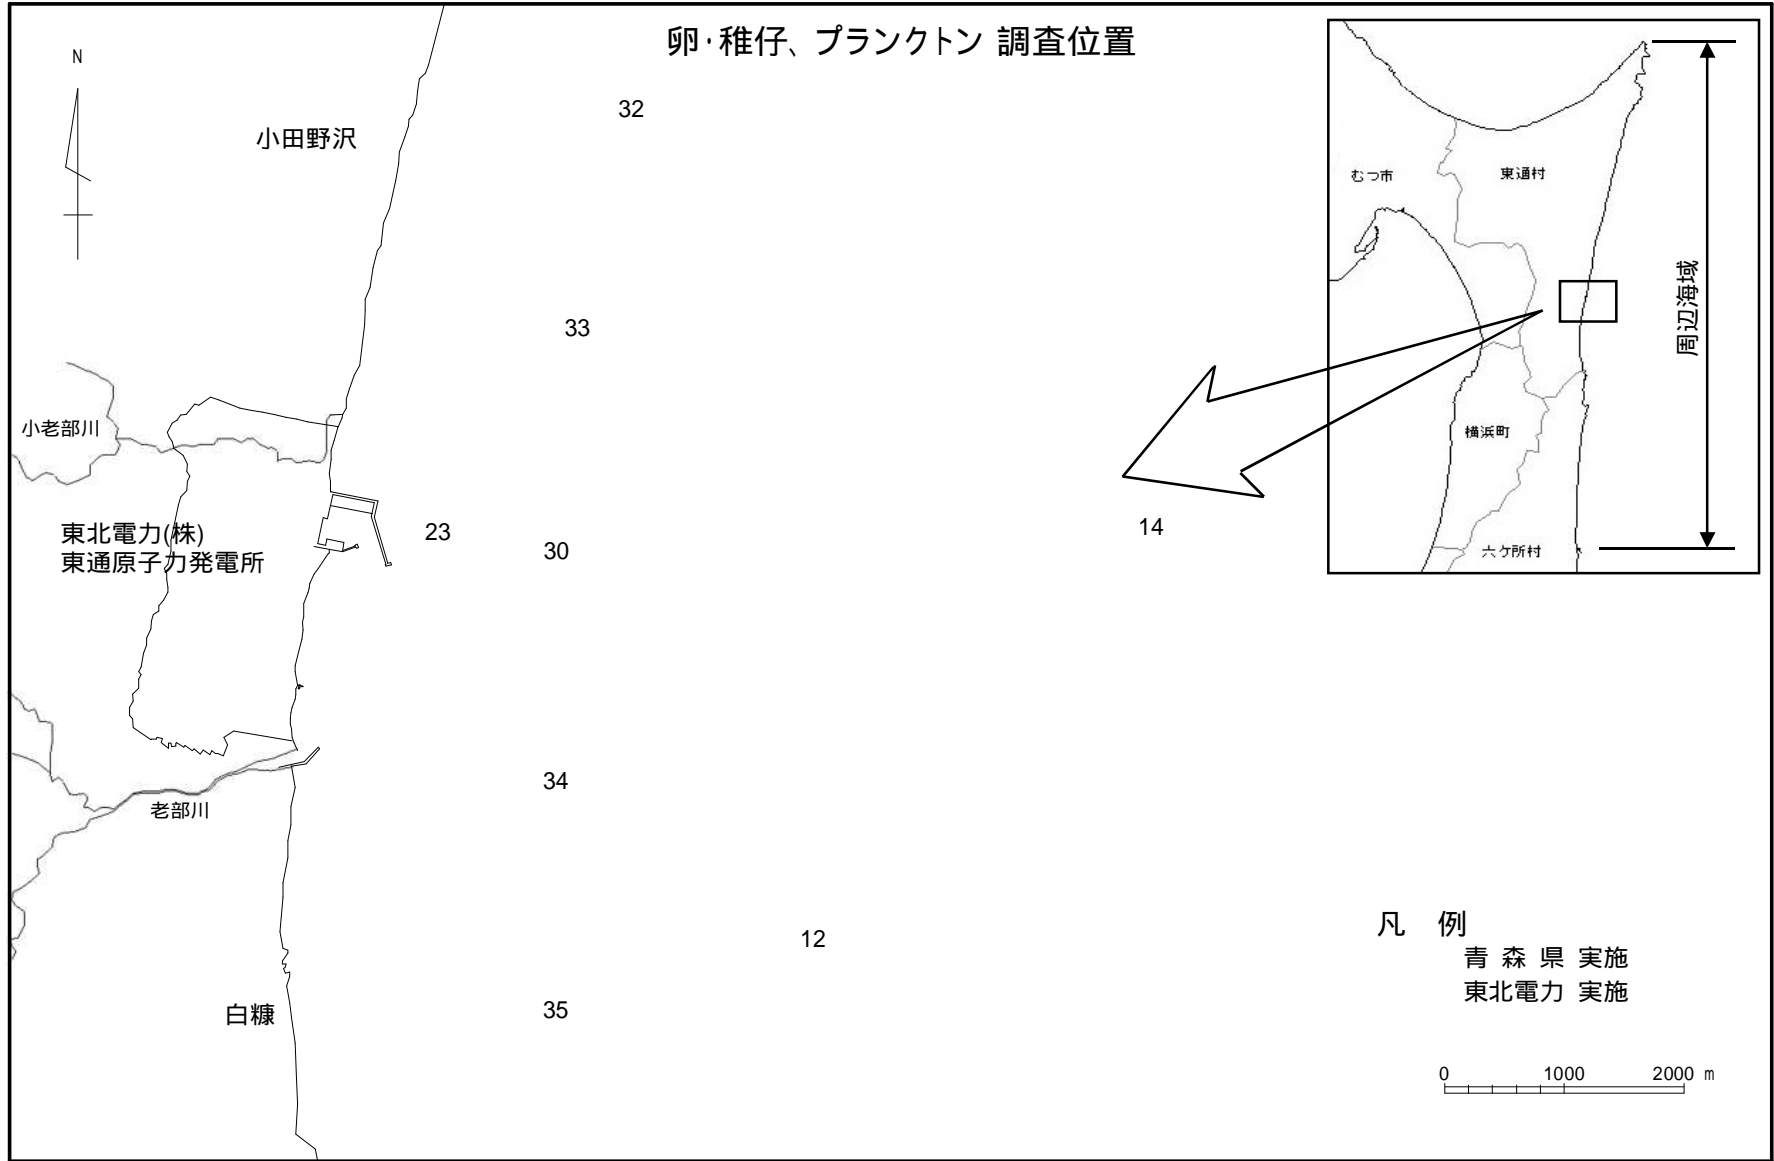 卵・稚仔、プランクトン 調査位置
N
小田野沢
32
33
小老部川
東北電力(株)
東通原子力発電所
23
30
14
34
老部川
12
白糠
35
むつ市
東通村
周辺海域
横浜町
六ケ所村
凡 例
青 森 県 実施
東北電力 実施
0 1000 2000 m